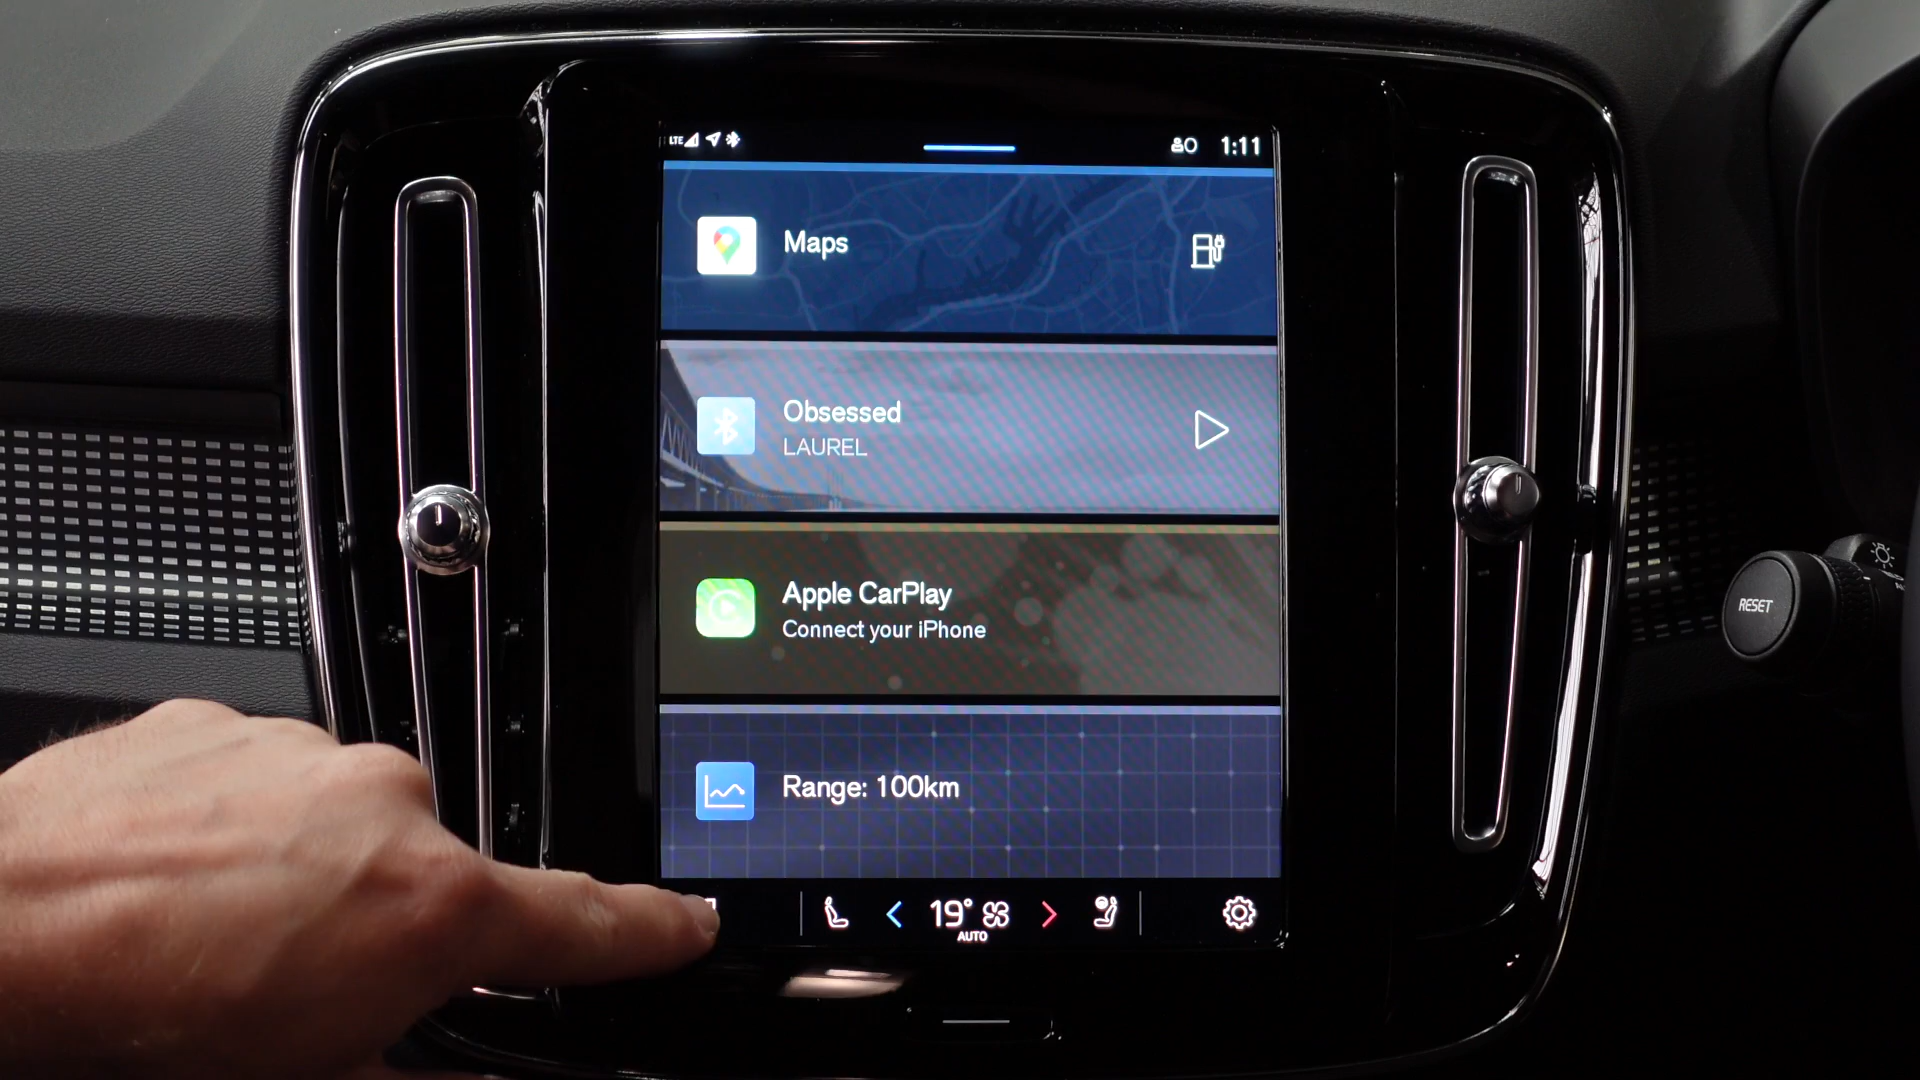 LTE
1:11
Maps
Obsessed
LAUREL
Apple CarPlay
Connect your iPhone
Range: 100km
19°
AUTO
RESET